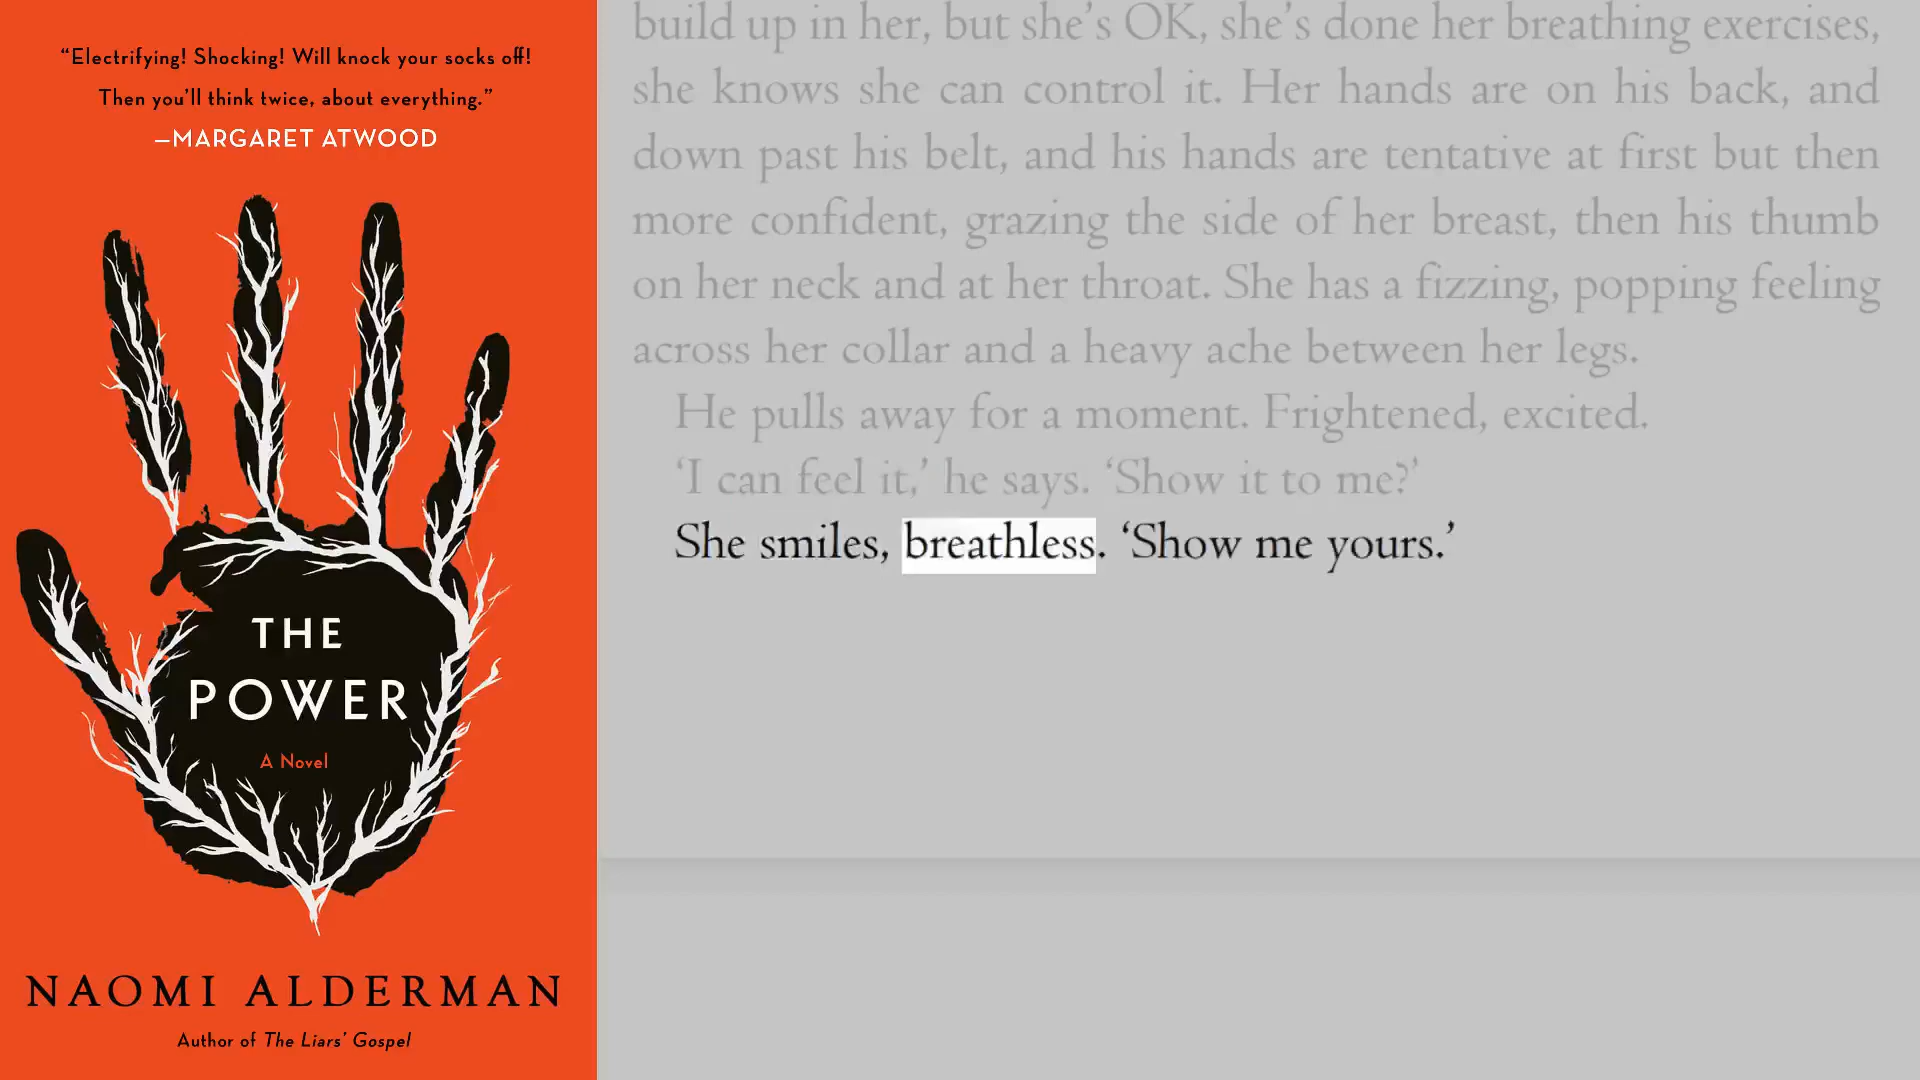 “Electrifying! Shocking! Will knock your socks off!
Then you’ll think twice, about everything.”
—MARGARET ATWOOD
THE
POWER
A Novel
NAOMI ALDERMAN
Author of The Liars’ Gospel
build up in her, but she’s OK, she’s done her breathing exercises,
she knows she can control it. Her hands are on his back, and
down past his belt, and his hands are tentative at first but then
more confident, grazing the side of her breast, then his thumb
on her neck and at her throat. She has a fizzing, popping feeling
across her collar and a heavy ache between her legs.
He pulls away for a moment. Frightened, excited.
‘I can feel it,’ he says. ‘Show it to me?’
She smiles, breathless. ‘Show me yours.’